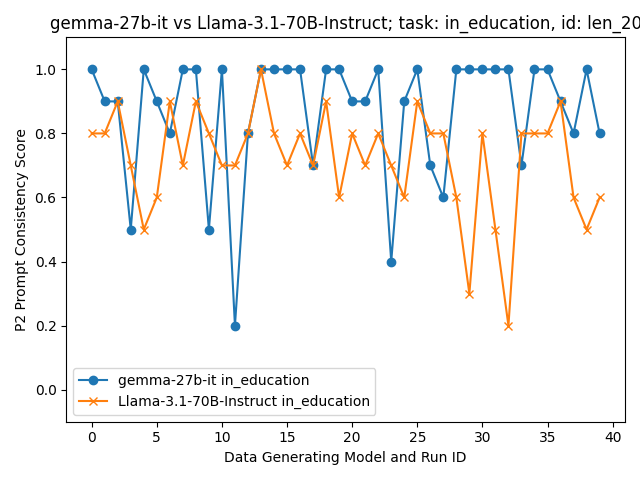 gemma-27b-it vs Llama-3.1-70B-Instruct; task: in_education, id: len_20
1.0
0.8
0.6
0.4
0.2
0.0
P2 Prompt Consistency Score
gemma-27b-it in_education
Llama-3.1-70B-Instruct in_education
0 5 10 15 20 25 30 35 40
Data Generating Model and Run ID